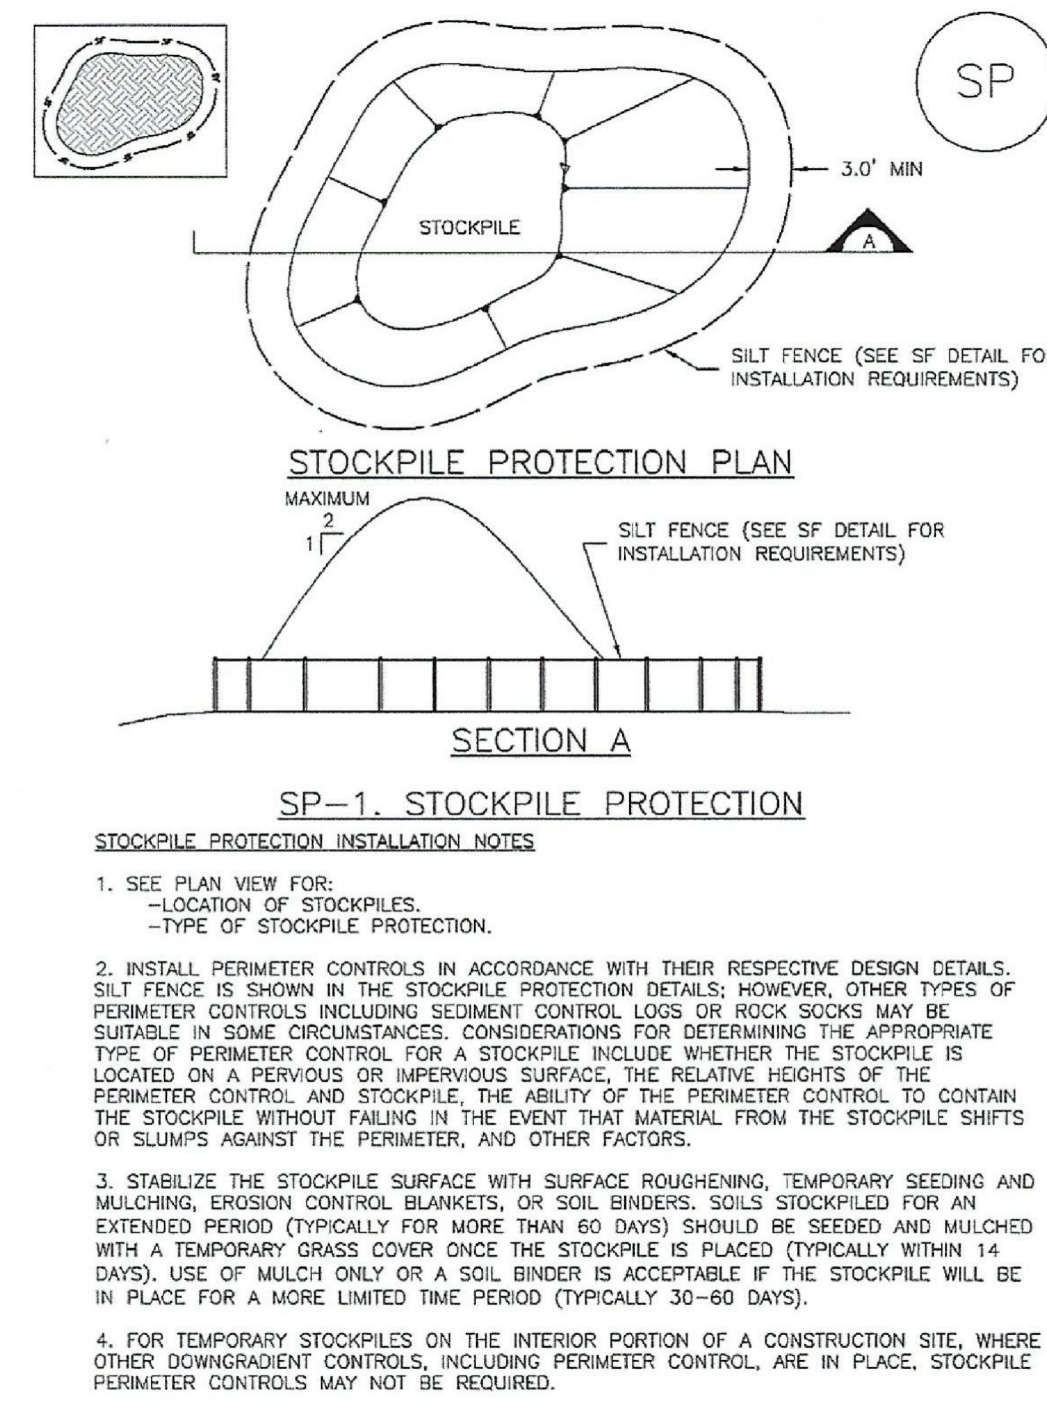 SP
3.0' MIN
STOCKPILE
A
SILT FENCE (SEE SF DETAIL FO
INSTALLATION REQUIREMENTS)
STOCKPILE PROTECTION PLAN
MAXIMUM
2
1
SILT FENCE (SEE SF DETAIL FOR
INSTALLATION REQUIREMENTS)
SECTION A
SP-1. STOCKPILE PROTECTION
STOCKPILE PROTECTION INSTALLATION NOTES
1. SEE PLAN VIEW FOR:
-LOCATION OF STOCKPILES.
-TYPE OF STOCKPILE PROTECTION.
2. INSTALL PERIMETER CONTROLS IN ACCORDANCE WITH THEIR RESPECTIVE DESIGN DETAILS.
SILT FENCE IS SHOWN IN THE STOCKPILE PROTECTION DETAILS; HOWEVER, OTHER TYPES OF
PERIMETER CONTROLS INCLUDING SEDIMENT CONTROL LOGS OR ROCK SOCKS MAY BE
SUITABLE IN SOME CIRCUMSTANCES. CONSIDERATIONS FOR DETERMINING THE APPROPRIATE
TYPE OF PERIMETER CONTROL FOR A STOCKPILE INCLUDE WHETHER THE STOCKPILE IS
LOCATED ON A PERVIOUS OR IMPERVIOUS SURFACE, THE RELATIVE HEIGHTS OF THE
PERIMETER CONTROL AND STOCKPILE, THE ABILITY OF THE PERIMETER CONTROL TO CONTAIN
THE STOCKPILE WITHOUT FAILING IN THE EVENT THAT MATERIAL FROM THE STOCKPILE SHIFTS
OR SLUMPS AGAINST THE PERIMETER, AND OTHER FACTORS.
3. STABILIZE THE STOCKPILE SURFACE WITH SURFACE ROUGHENING, TEMPORARY SEEDING AND
MULCHING, EROSION CONTROL BLANKETS, OR SOIL BINDERS. SOILS STOCKPILED FOR AN
EXTENDED PERIOD (TYPICALLY FOR MORE THAN 60 DAYS) SHOULD BE SEEDED AND MULCHED
WITH A TEMPORARY GRASS COVER ONCE THE STOCKPILE IS PLACED (TYPICALLY WITHIN 14
DAYS). USE OF MULCH ONLY OR A SOIL BINDER IS ACCEPTABLE IF THE STOCKPILE WILL BE
IN PLACE FOR A MORE LIMITED TIME PERIOD (TYPICALLY 30-60 DAYS).
4. FOR TEMPORARY STOCKPILES ON THE INTERIOR PORTION OF A CONSTRUCTION SITE, WHERE
OTHER DOWNGRADIENT CONTROLS, INCLUDING PERIMETER CONTROL, ARE IN PLACE, STOCKPILE
PERIMETER CONTROLS MAY NOT BE REQUIRED.